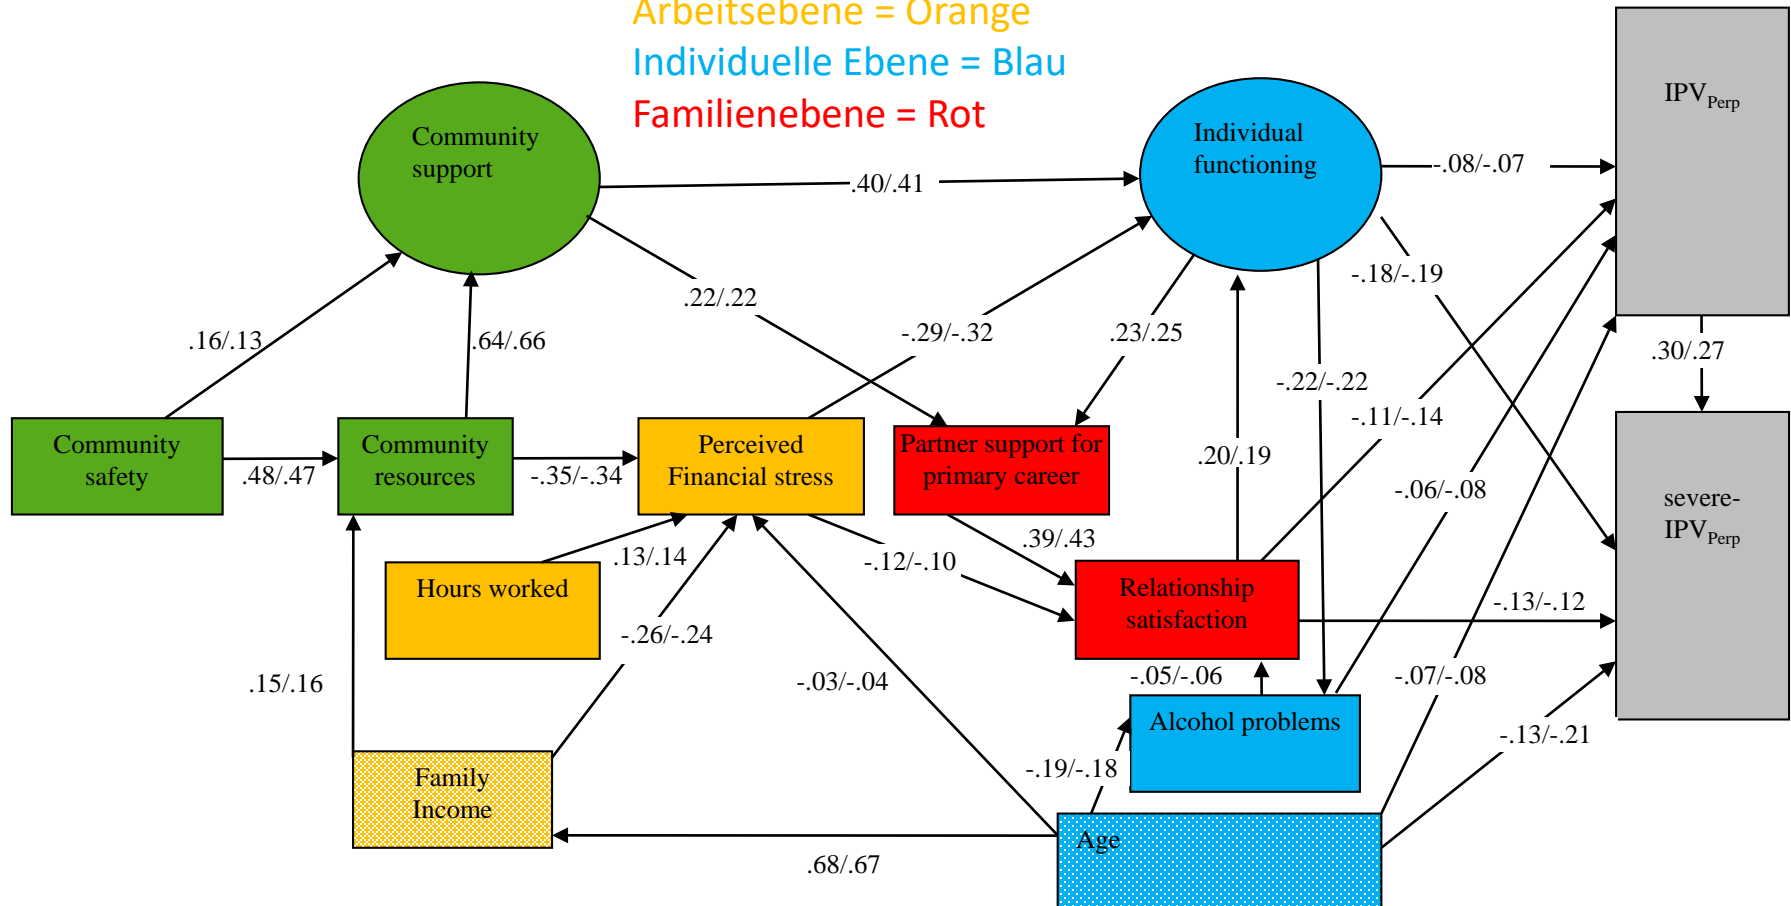 Arbeitsebene = Orange
Individuelle Ebene = Blau
Familienebene = Rot
Community
support
Individual
functioning
IPV_Perp
-.08/-.07
.40/.41
-.18/-.19
.22/.22
.16/.13
.64/.66
-.29/-.32
.23/.25
.30/.27
-.22/-.22
-.11/-.14
Community
safety
.48/.47
Community
resources
-.35/-.34
Perceived
Financial stress
Partner support for
primary career
.20/.19
-.06/-.08
severe-
IPV_Perp
.13/.14
.39/.43
-.12/-.10
Hours worked
Relationship
satisfaction
-.13/-.12
-.26/-.24
.15/.16
-.03/-.04
-.05/-.06
-.07/-.08
Alcohol problems
-.13/-.21
-.19/-.18
Family
Income
Age
.68/.67